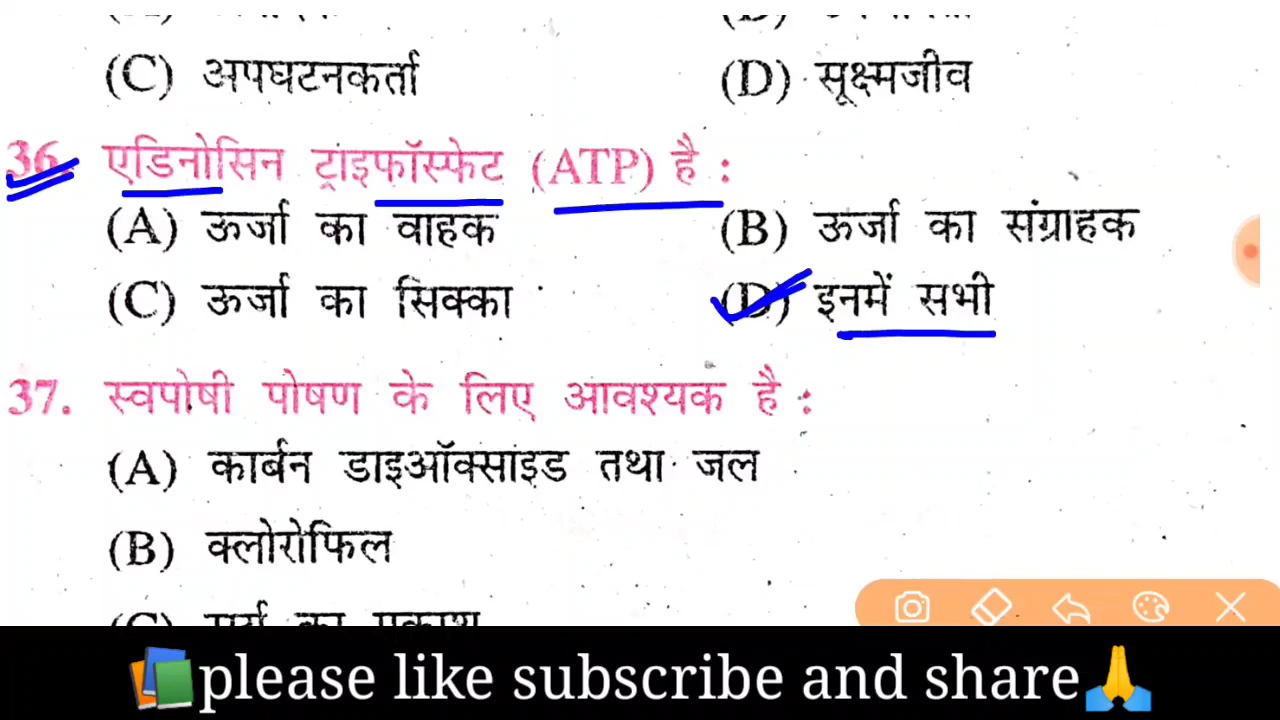 (C) अपघटनकर्ता (D) सूक्ष्मजीव
36. एडिनोसिन ट्राइफॉस्फेट (ATP) है :
(A) ऊर्जा का वाहक (B) ऊर्जा का संग्राहक
(C) ऊर्जा का सिक्का (D) इनमें सभी
37. स्वपोषी पोषण के लिए आवश्यक है :
(A) कार्बन डाइऑक्साइड तथा जल
(B) क्लोरोफिल
(C) सूर्य का प्रकाश
please like subscribe and share